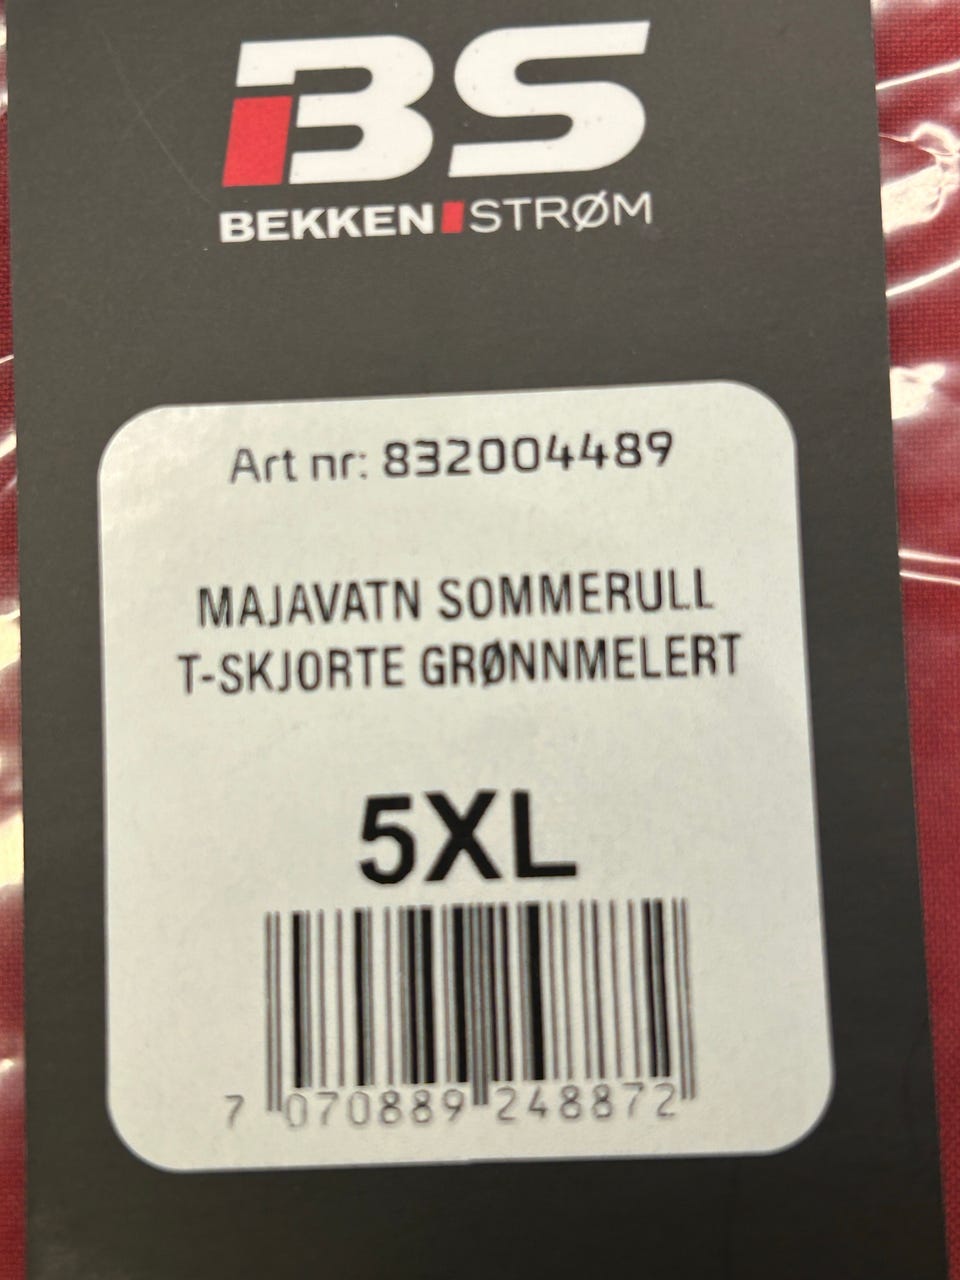 BS
BEKKEN STRØM
Art nr: 832004489
MAJAVATN SOMMERULL
T-SKJORTE GRØNNMELERT
5XL
7 070889 248872